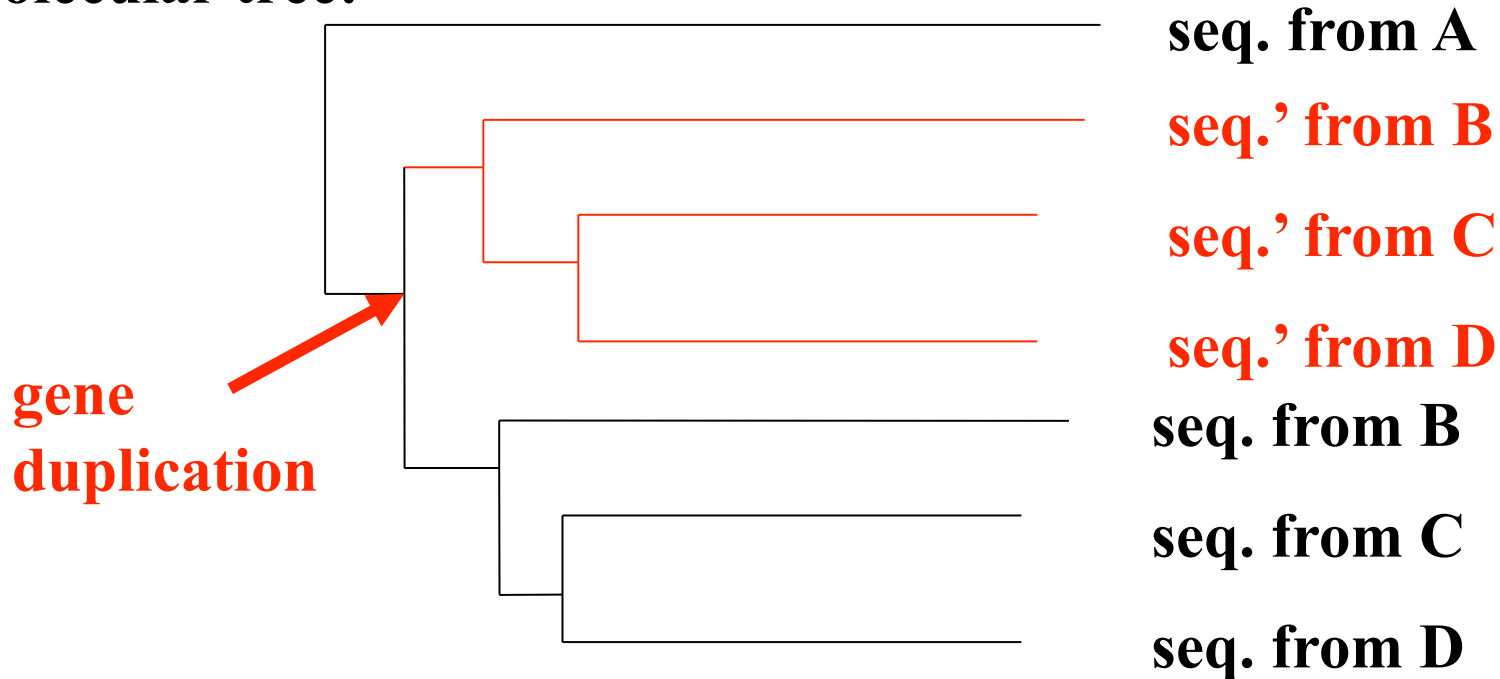 seq. from A
seq.’ from B
seq.’ from C
seq.’ from D
gene
duplication
seq. from B
seq. from C
seq. from D